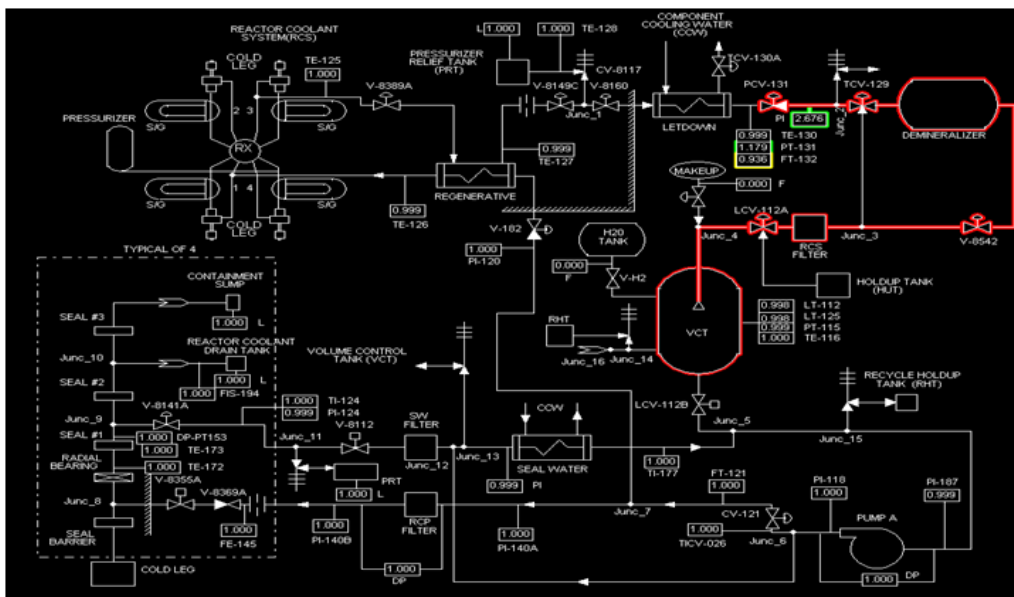 REACTOR COOLANT
SYSTEM(RCS)
TE-125
1.000
COLD
LEG
V-8389A
PRESSURIZER
S/G
S/G
2 3
RX
1 4
S/G
S/G
COLD
LEG
L 1.000
1.000 TE-128
PRESSURIZER
RELIEF TANK
(PRT)
CV-8117
V-8149C V-8160
Junc_1
0.999
TE-127
REGENERATIVE
0.999
TE-126
COMPONENT
COOLING WATER
(CCW)
TCV-130A
LETDOWN
PCV-131
PI
2.676
Junc_2
TCV-129
DEMINERALIZER
0.999 TE-130
1.179 PT-131
0.936 FT-132
MAKEUP
0.000 F
LCV-112A
Junc_4
RCS
FILTER
Junc_3
V-8542
HOLDUP TANK
(HUT)
V-182
1.000
PI-120
H20
TANK
0.000
F
V-H2
VCT
0.998 LT-112
0.998 LT-125
0.999 PT-115
1.000 TE-116
RHT
Junc_16
Junc_14
VOLUME CONTROL
TANK (VCT)
LCV-112B
Junc_5
RECYCLE HOLDUP
TANK (RHT)
Junc_15
TYPICAL OF 4
CONTAINMENT
SUMP
1.000 L
SEAL #3
Junc_10
REACTOR COOLANT
DRAIN TANK
1.000 L
1.000 FIS-194
SEAL #2
V-8141A
Junc_9
SEAL #1
1.000 DP-PT153
1.000 TE-173
RADIAL
BEARING
1.000 TE-172
V-8355A
V-8369A
Junc_8
1.000
FE-145
SEAL
BARRIER
COLD LEG
1.000 TI-124
0.999 PI-124
V-8112
Junc_11
SW
FILTER
Junc_12
Junc_13
PRT
1.000 L
CCW
SEAL WATER
0.999 PI
1.000
TI-177
1.000
PI-140B
RCP
FILTER
1.000
DP
1.000
PI-140A
Junc_7
FT-121
1.000
CV-121
1.000
TICV-026
Junc_6
PI-118
1.000
PI-187
0.999
PUMP A
1.000 DP